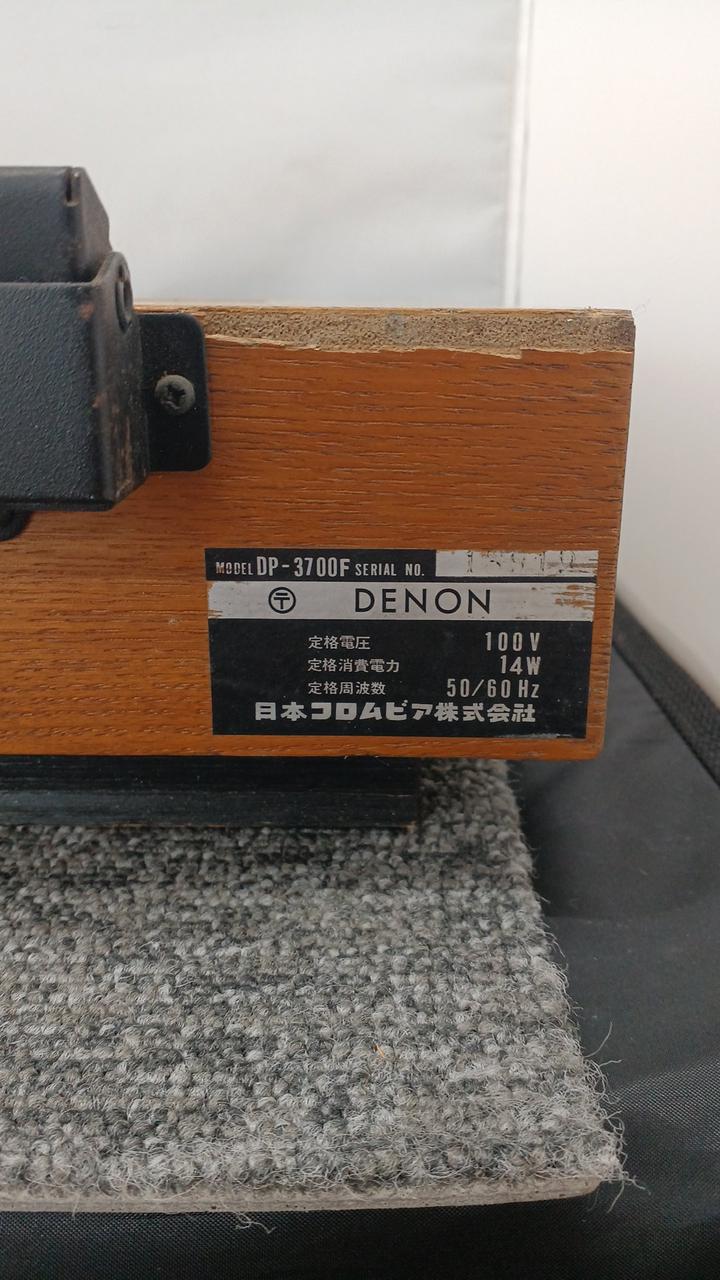 MODEL DP-3700F SERIAL NO.
〒 DENON
定格電圧 100V
定格消費電力 14W
定格周波数 50/60Hz
日本コロムビア株式会社